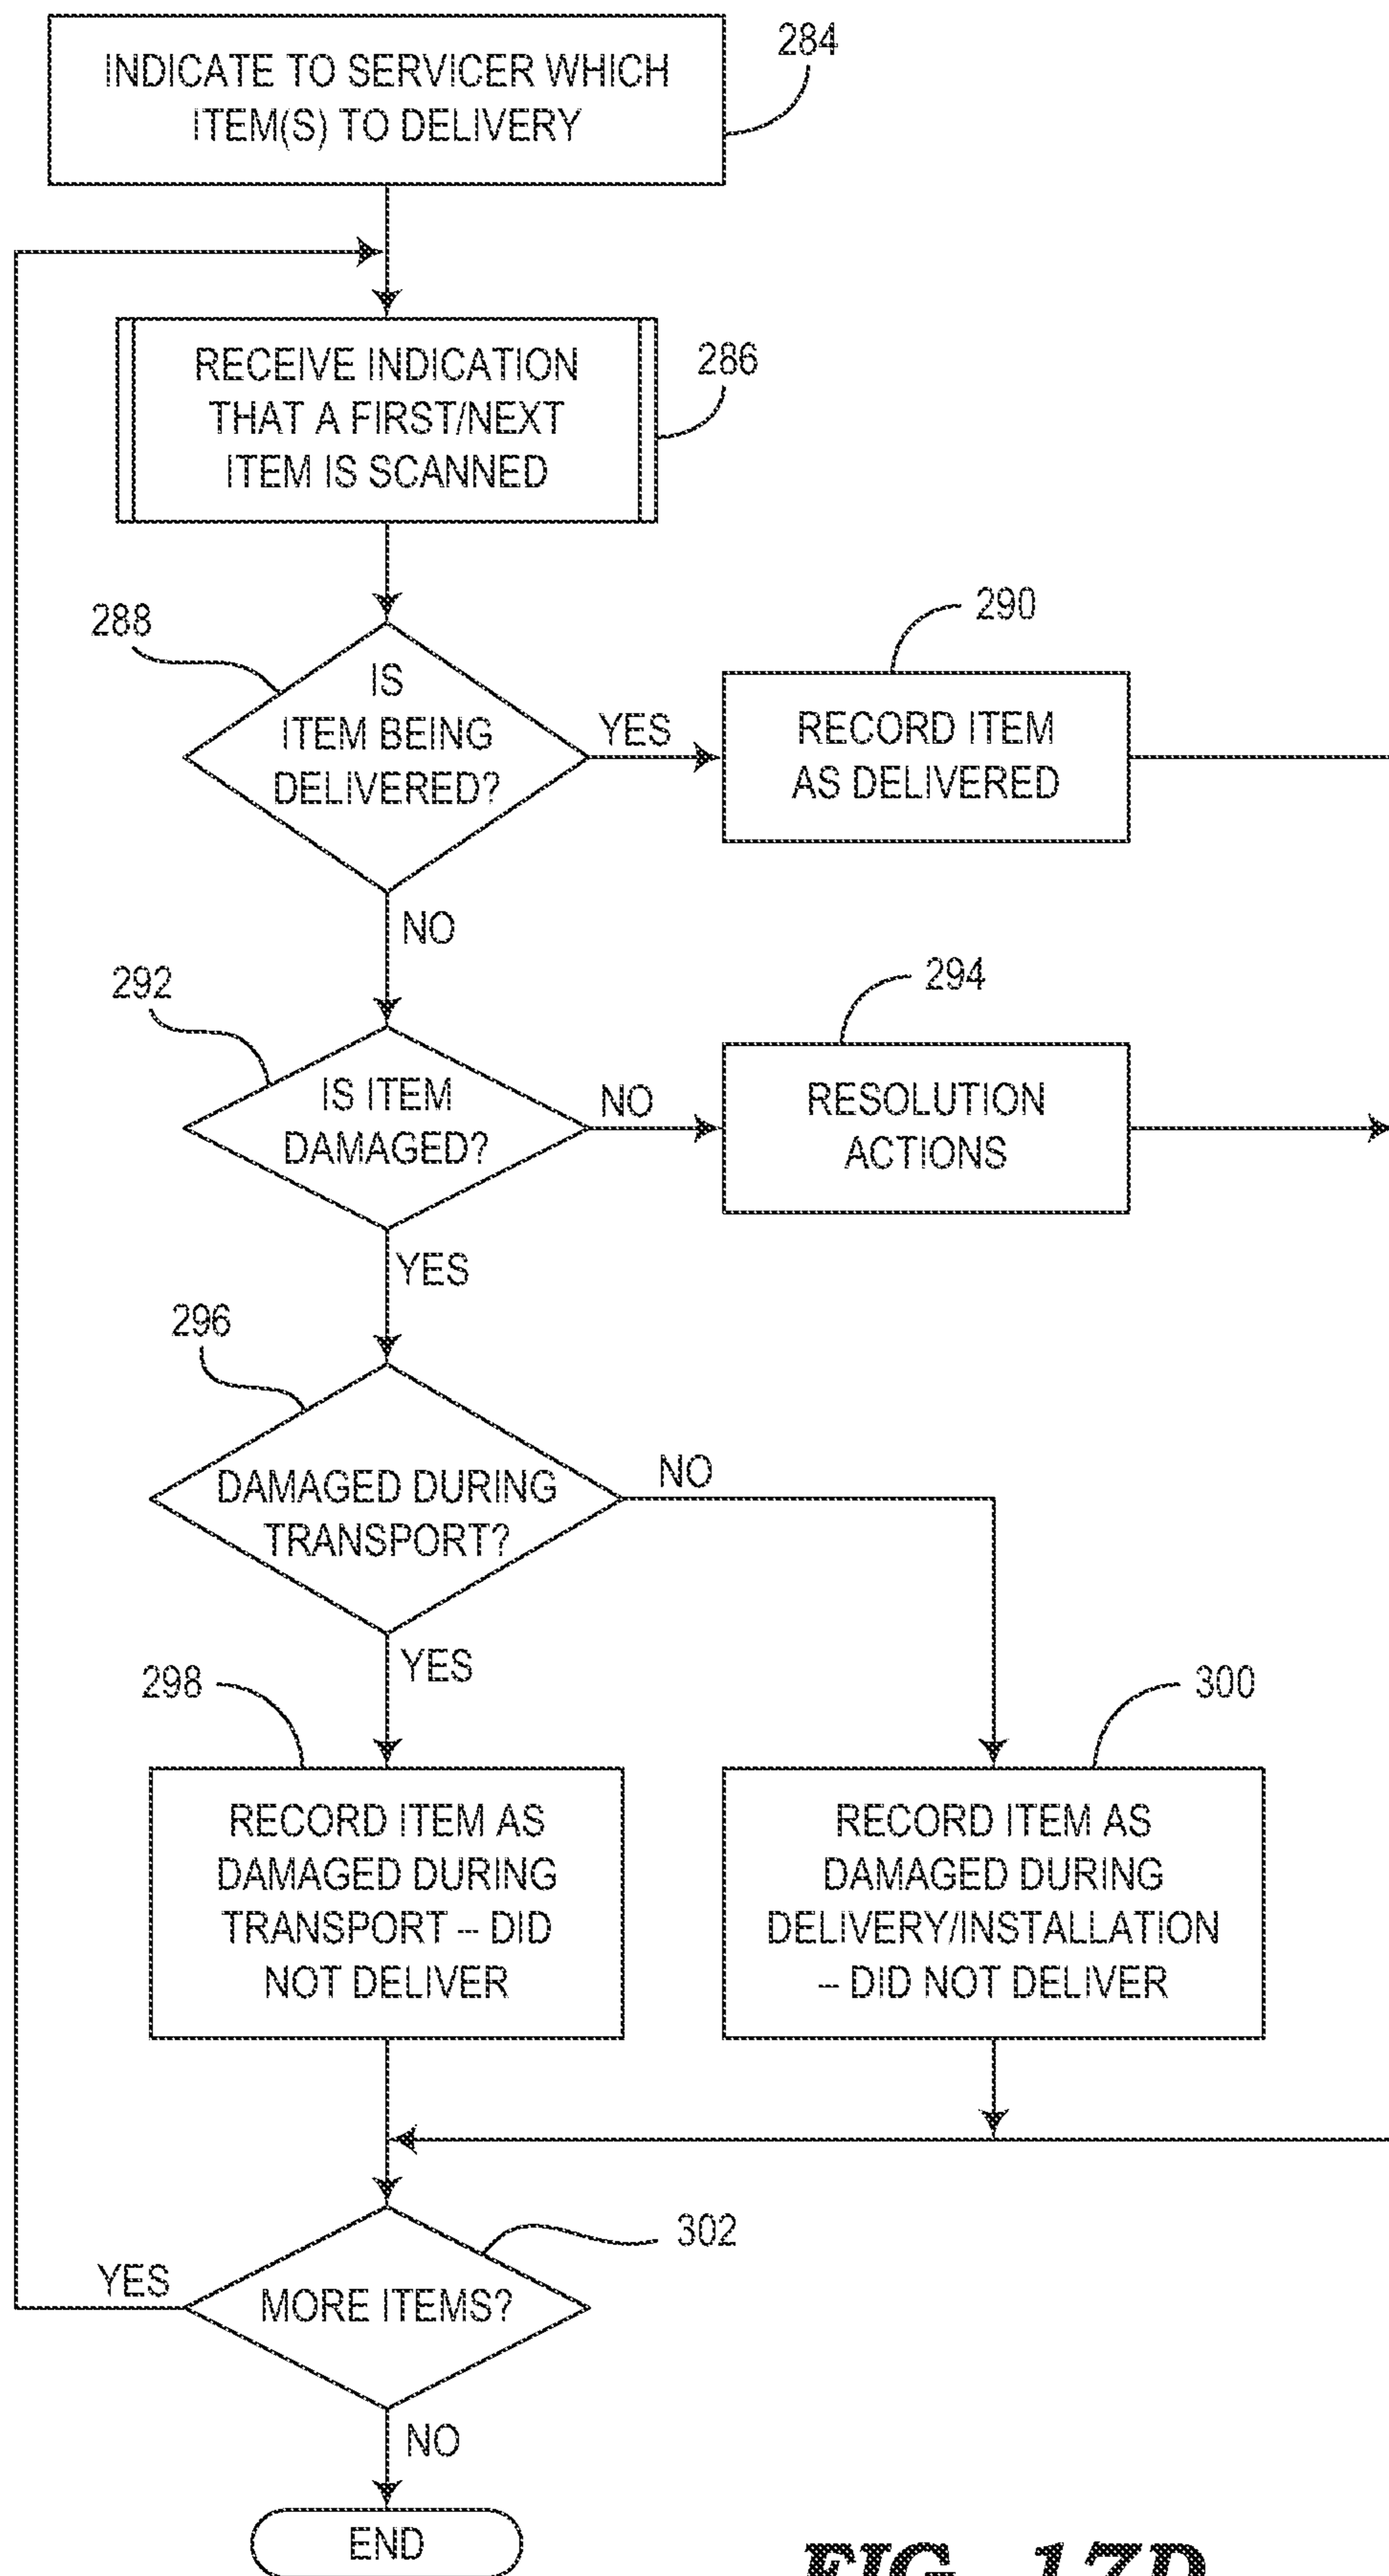 INDICATE TO SERVICER WHICH
ITEM(S) TO DELIVERY
284
RECEIVE INDICATION
THAT A FIRST/NEXT
ITEM IS SCANNED
286
288
IS
ITEM BEING
DELIVERED?
YES
290
RECORD ITEM
AS DELIVERED
NO
292
IS ITEM
DAMAGED?
NO
294
RESOLUTION
ACTIONS
YES
296
DAMAGED DURING
TRANSPORT?
NO
YES
298
RECORD ITEM AS
DAMAGED DURING
TRANSPORT -- DID
NOT DELIVER
300
RECORD ITEM AS
DAMAGED DURING
DELIVERY/INSTALLATION
-- DID NOT DELIVER
302
YES
MORE ITEMS?
NO
END
FIG. 17D